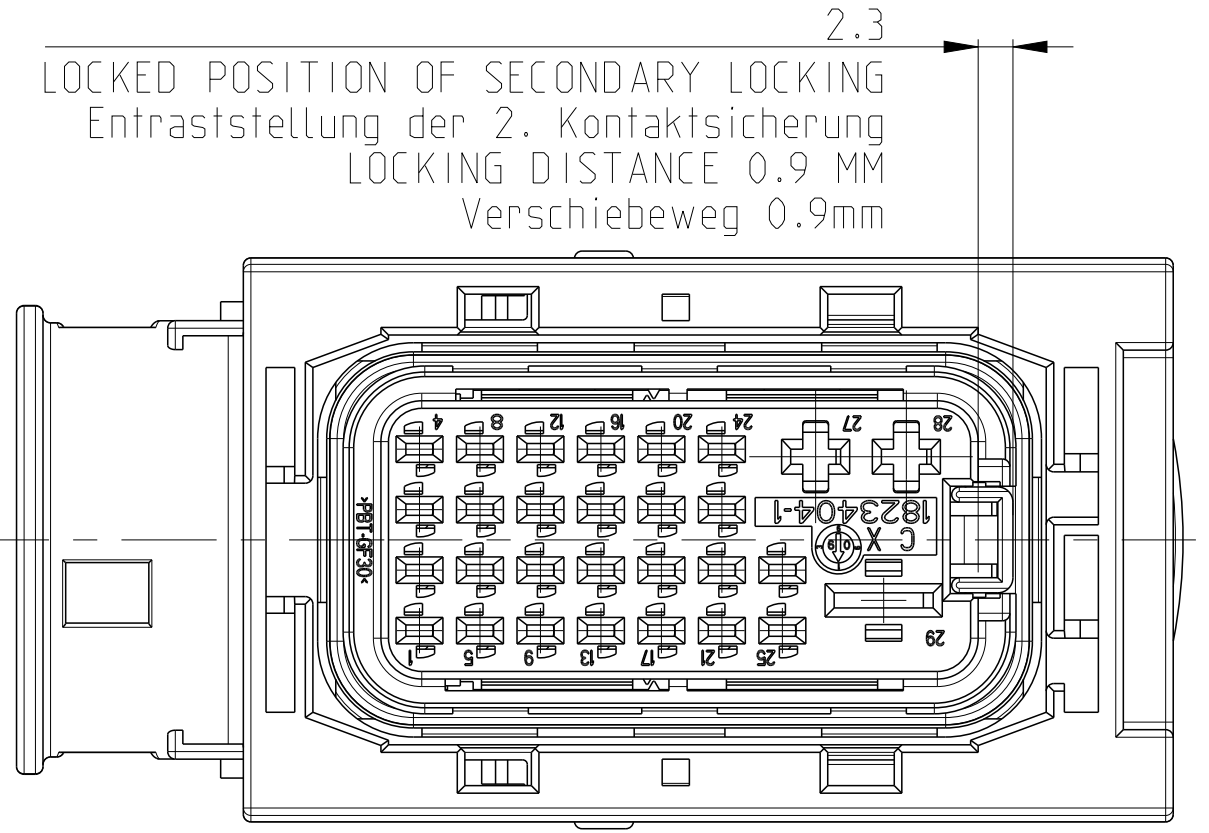 2.3
LOCKED POSITION OF SECONDARY LOCKING
Entraststellung der 2. Kontaktsicherung
LOCKING DISTANCE 0.9 MM
Verschiebeweg 0.9mm
4 8 12 16 20 24 27 28
1823404-1
C X
>PBT-GF30<
29
1 5 9 13 17 21 25